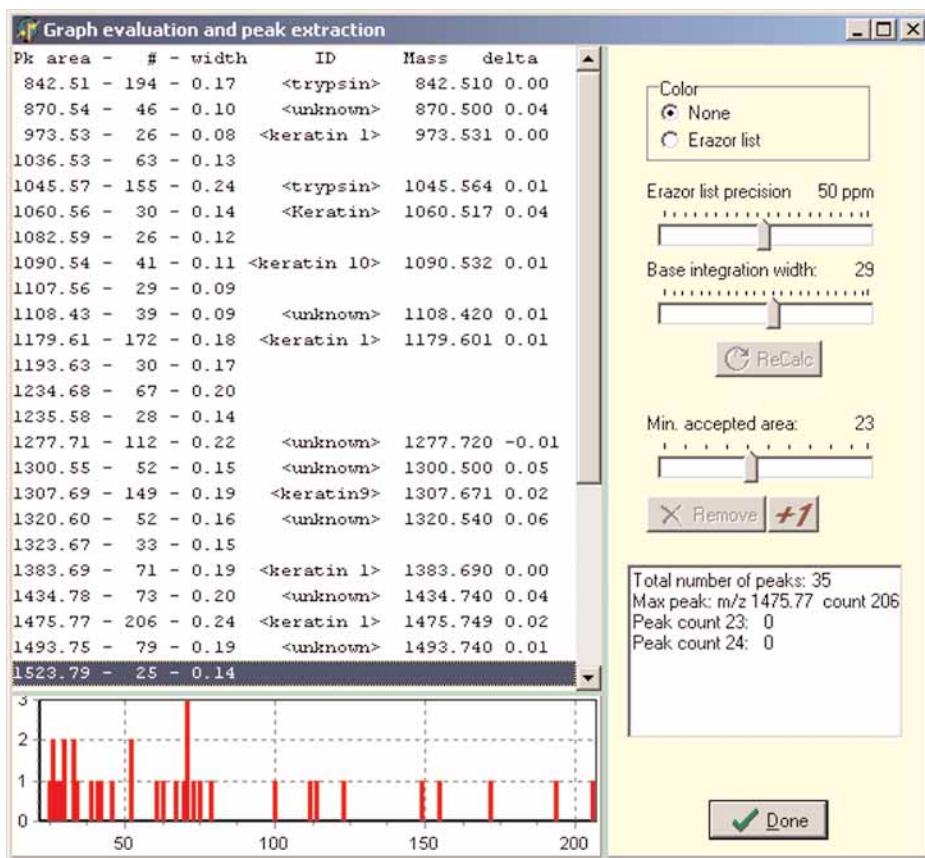 Graph evaluation and peak extraction
Pk area - # - width ID Mass delta
842.51 - 194 - 0.17 <trypsin> 842.510 0.00
870.54 - 46 - 0.10 <unknown> 870.500 0.04
973.53 - 26 - 0.08 <keratin 1> 973.531 0.00
1036.53 - 63 - 0.13
1045.57 - 155 - 0.24 <trypsin> 1045.564 0.01
1060.56 - 30 - 0.14 <Keratin> 1060.517 0.04
1082.59 - 26 - 0.12
1090.54 - 41 - 0.11 <keratin 10> 1090.532 0.01
1107.56 - 29 - 0.09
1108.43 - 39 - 0.09 <unknown> 1108.420 0.01
1179.61 - 172 - 0.18 <keratin 1> 1179.601 0.01
1193.63 - 30 - 0.17
1234.68 - 67 - 0.20
1235.58 - 28 - 0.14
1277.71 - 112 - 0.22 <unknown> 1277.720 -0.01
1300.55 - 52 - 0.15 <unknown> 1300.500 0.05
1307.69 - 149 - 0.19 <keratin9> 1307.671 0.02
1320.60 - 52 - 0.16 <unknown> 1320.540 0.06
1323.67 - 33 - 0.15
1383.69 - 71 - 0.19 <keratin 1> 1383.690 0.00
1434.78 - 73 - 0.20 <unknown> 1434.740 0.04
1475.77 - 206 - 0.24 <keratin 1> 1475.749 0.02
1493.75 - 79 - 0.19 <unknown> 1493.740 0.01
1523.79 - 25 - 0.14
3
2
1
0
50 100 150 200
Color
None
Erazor list
Erazor list precision 50 ppm
Base integration width: 29
ReCalc
Min. accepted area: 23
Remove +1
Total number of peaks: 35
Max peak: m/z 1475.77 count 206
Peak count 23: 0
Peak count 24: 0
Done